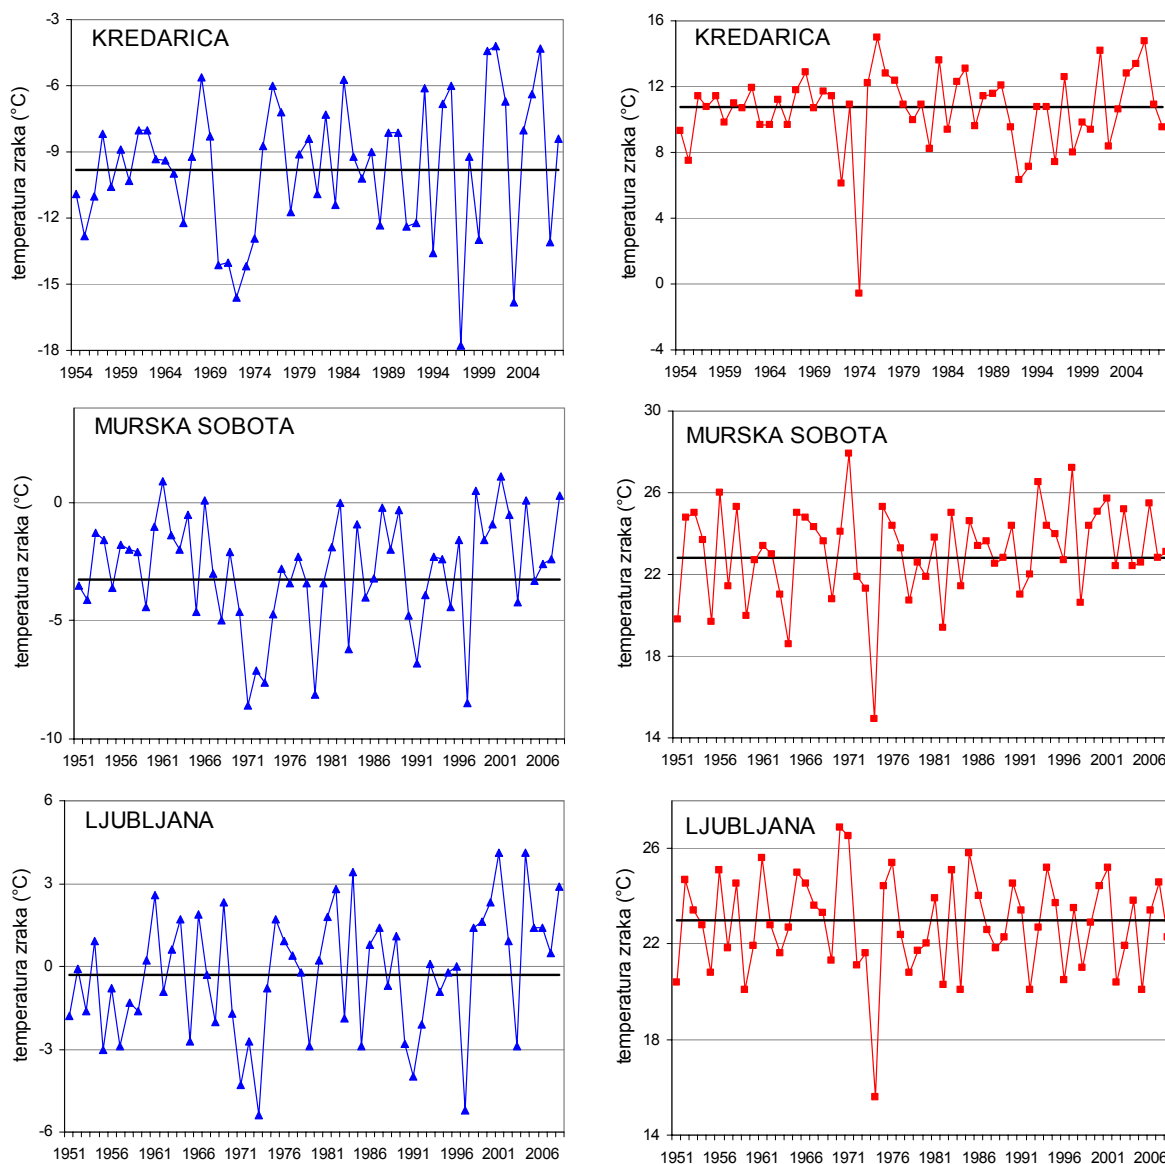 KREDARICA
temperatura zraka (°C)
-3
-6
-9
-12
-15
-18
1954 1959 1964 1969 1974 1979 1984 1989 1994 1999 2004
KREDARICA
temperatura zraka (°C)
16
12
8
4
0
-4
1954 1959 1964 1969 1974 1979 1984 1989 1994 1999 2004
MURSKA SOBOTA
temperatura zraka (°C)
0
-5
-10
1951 1956 1961 1966 1971 1976 1981 1986 1991 1996 2001 2006
MURSKA SOBOTA
temperatura zraka (°C)
30
26
22
18
14
1951 1956 1961 1966 1971 1976 1981 1986 1991 1996 2001 2006
LJUBLJANA
temperatura zraka (°C)
6
3
0
-3
-6
1951 1956 1961 1966 1971 1976 1981 1986 1991 1996 2001 2006
LJUBLJANA
temperatura zraka (°C)
26
22
18
14
1951 1956 1961 1966 1971 1976 1981 1986 1991 1996 2001 2006